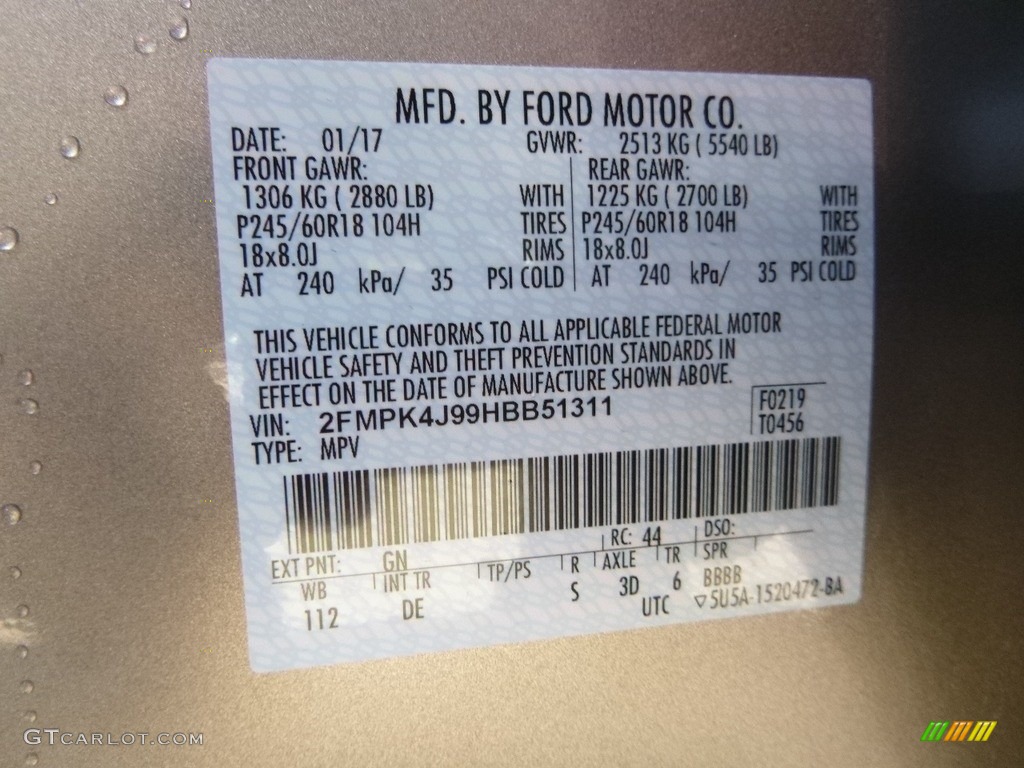 MFD. BY FORD MOTOR CO.
DATE: 01/17 GVWR: 2513 KG ( 5540 LB)
FRONT GAWR: REAR GAWR:
1306 KG ( 2880 LB) WITH 1225 KG ( 2700 LB) WITH
P245/60R18 104H TIRES P245/60R18 104H TIRES
18x8.0J RIMS 18x8.0J RIMS
AT 240 kPa/ 35 PSI COLD AT 240 kPa/ 35 PSI COLD
THIS VEHICLE CONFORMS TO ALL APPLICABLE FEDERAL MOTOR
VEHICLE SAFETY AND THEFT PREVENTION STANDARDS IN
EFFECT ON THE DATE OF MANUFACTURE SHOWN ABOVE.
VIN: 2FMPK4J99HBB51311 F0219
TYPE: MPV T0456
EXT PNT: GN RC: 44 DSO:
WB INT TR TP/PS R AXLE TR SPR
112 DE S 3D 6 BBBB
UTC ▽5U5A-1520472-BA
GTCARLOT.COM